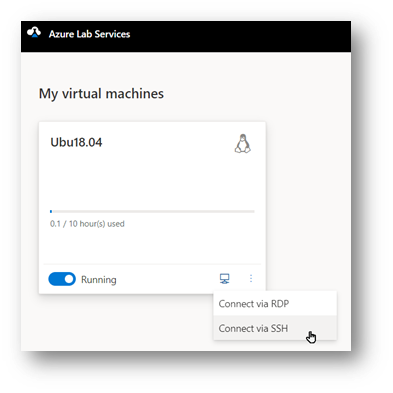 Azure Lab Services
My virtual machines
Ubu18.04
0.1 / 10 hour(s) used
Running
Connect via RDP
Connect via SSH